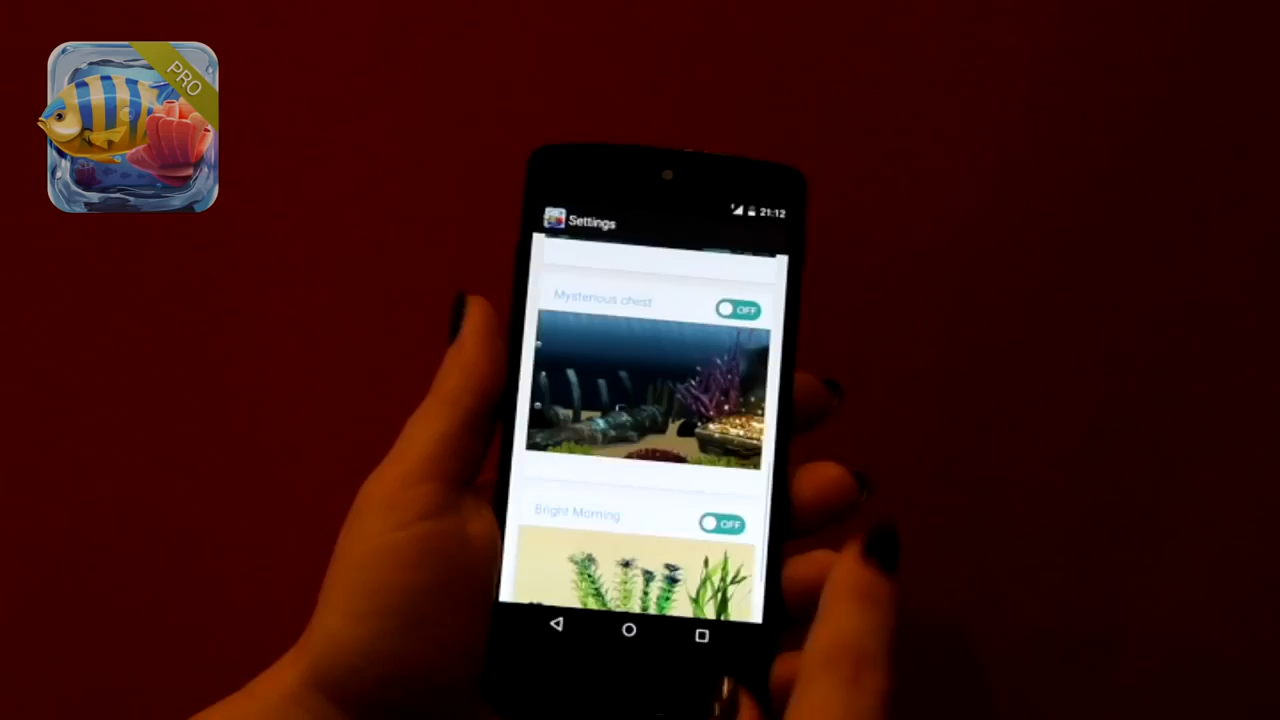 PRO
21:12
Settings
Mysterious chest
OFF
Bright Morning
OFF